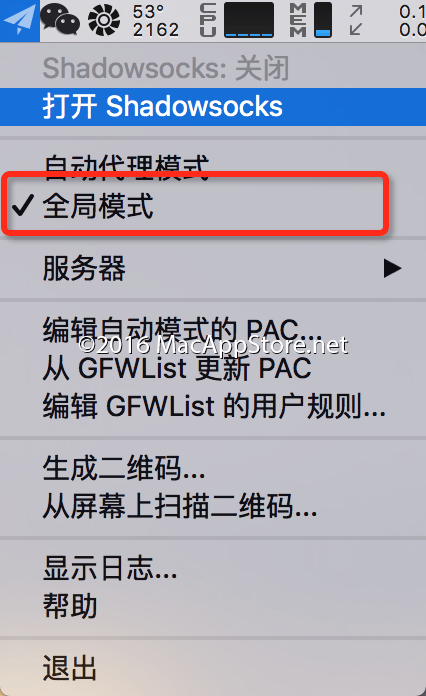 53°
2162
CPU
MEM
0.1
0.0
Shadowsocks: 关闭
打开 Shadowsocks
自动代理模式
全局模式
服务器
编辑自动模式的 PAC...
©2016 MacAppStore.net
从 GFWList 更新 PAC
编辑 GFWList 的用户规则...
生成二维码...
从屏幕上扫描二维码...
显示日志...
帮助
退出